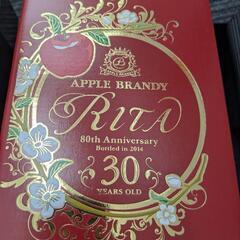 APPLE BRANDY
RITA
80th Anniversary
Bottled in 2014
30
YEARS OLD